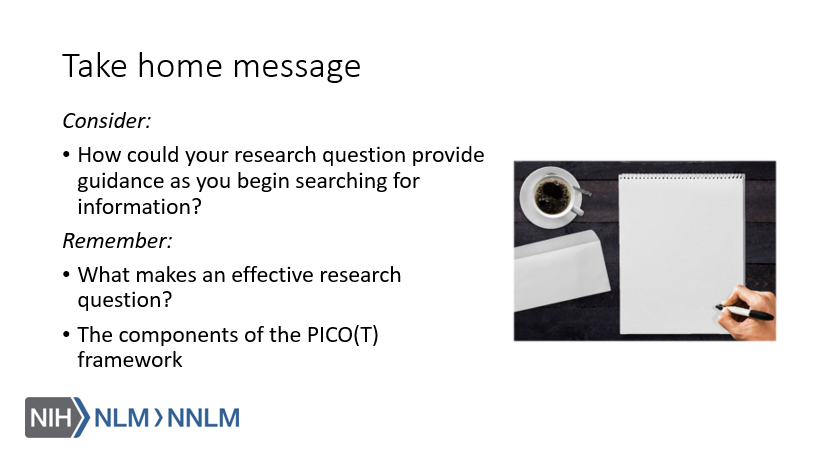 Take home message
Consider:
• How could your research question provide
guidance as you begin searching for
information?
Remember:
• What makes an effective research
question?
• The components of the PICO(T)
framework
NIH NLM NNLM